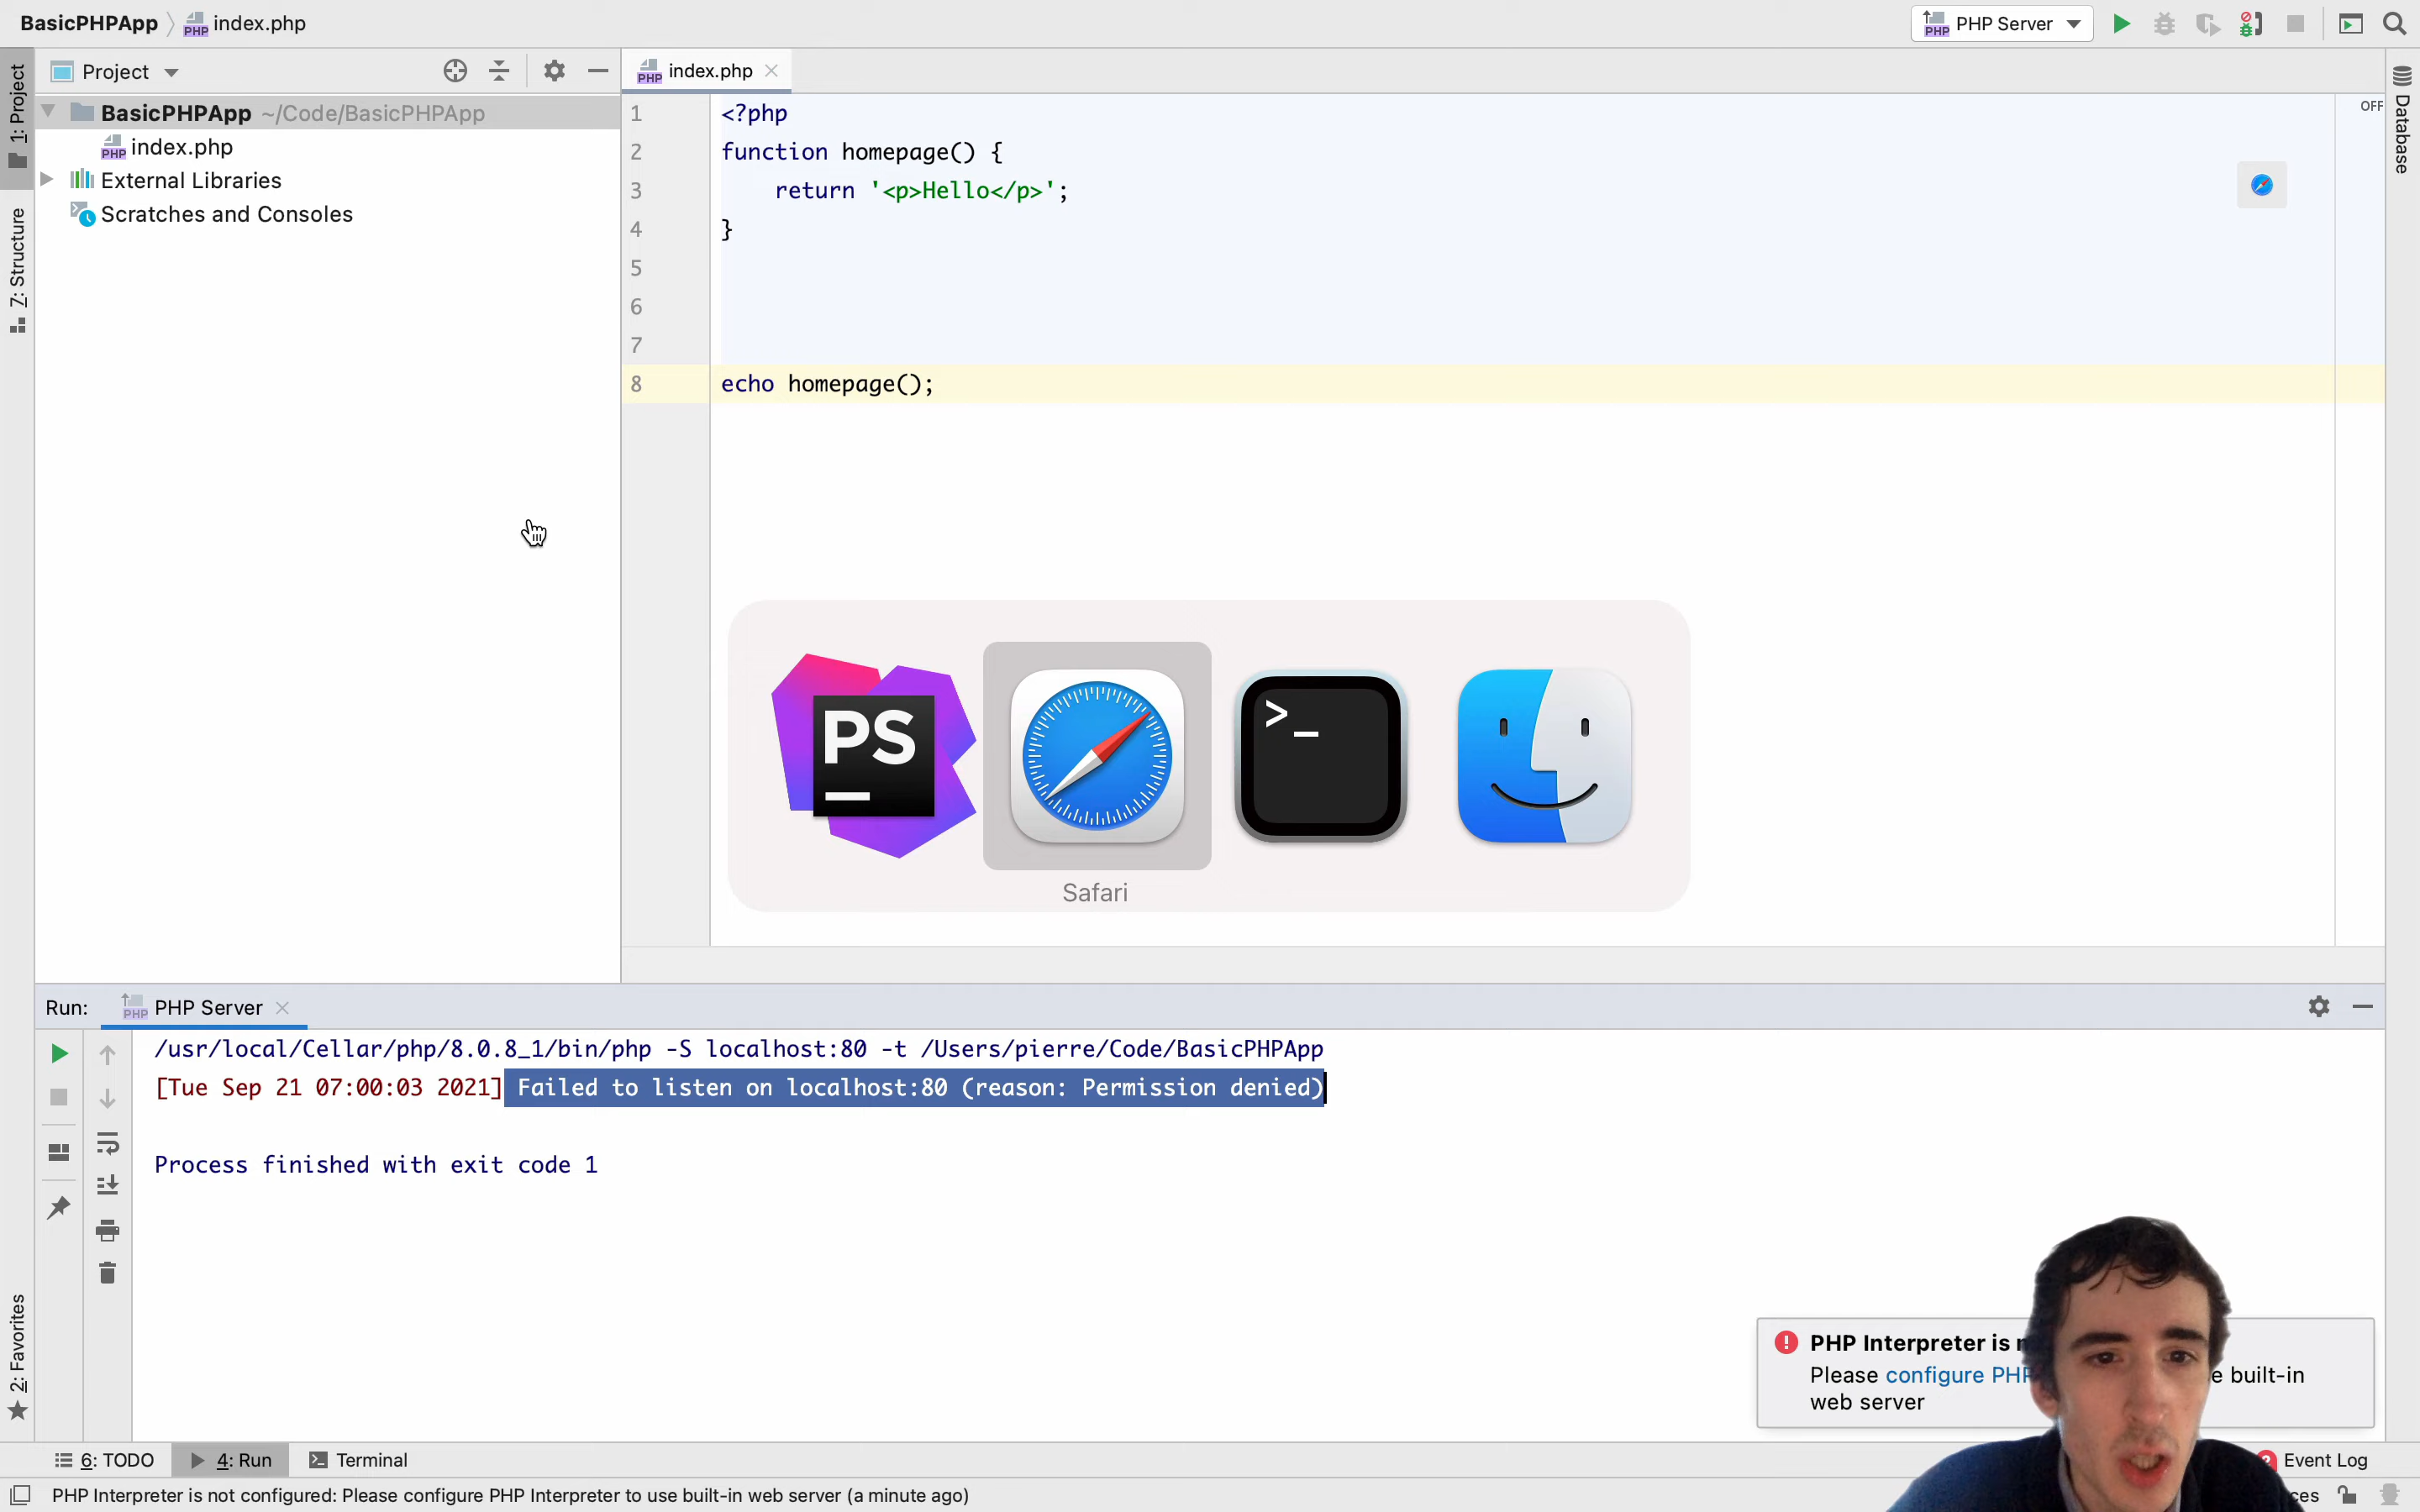 BasicPHPApp
index.php
PHP Server
1: Project
Project
index.php
BasicPHPApp ~/Code/BasicPHPApp
index.php
External Libraries
Scratches and Consoles
7: Structure
1 <?php
2 function homepage() {
3 return '<p>Hello</p>';
4 }
5
6
7
8 echo homepage();
OFF
Database
PS
>_
Safari
Run: PHP Server
/usr/local/Cellar/php/8.0.8_1/bin/php -S localhost:80 -t /Users/pierre/Code/BasicPHPApp
[Tue Sep 21 07:00:03 2021] Failed to listen on localhost:80 (reason: Permission denied)
Process finished with exit code 1
2: Favorites
PHP Interpreter is
Please configure PHP built-in
web server
6: TODO
4: Run
Terminal
Event Log
PHP Interpreter is not configured: Please configure PHP Interpreter to use built-in web server (a minute ago)